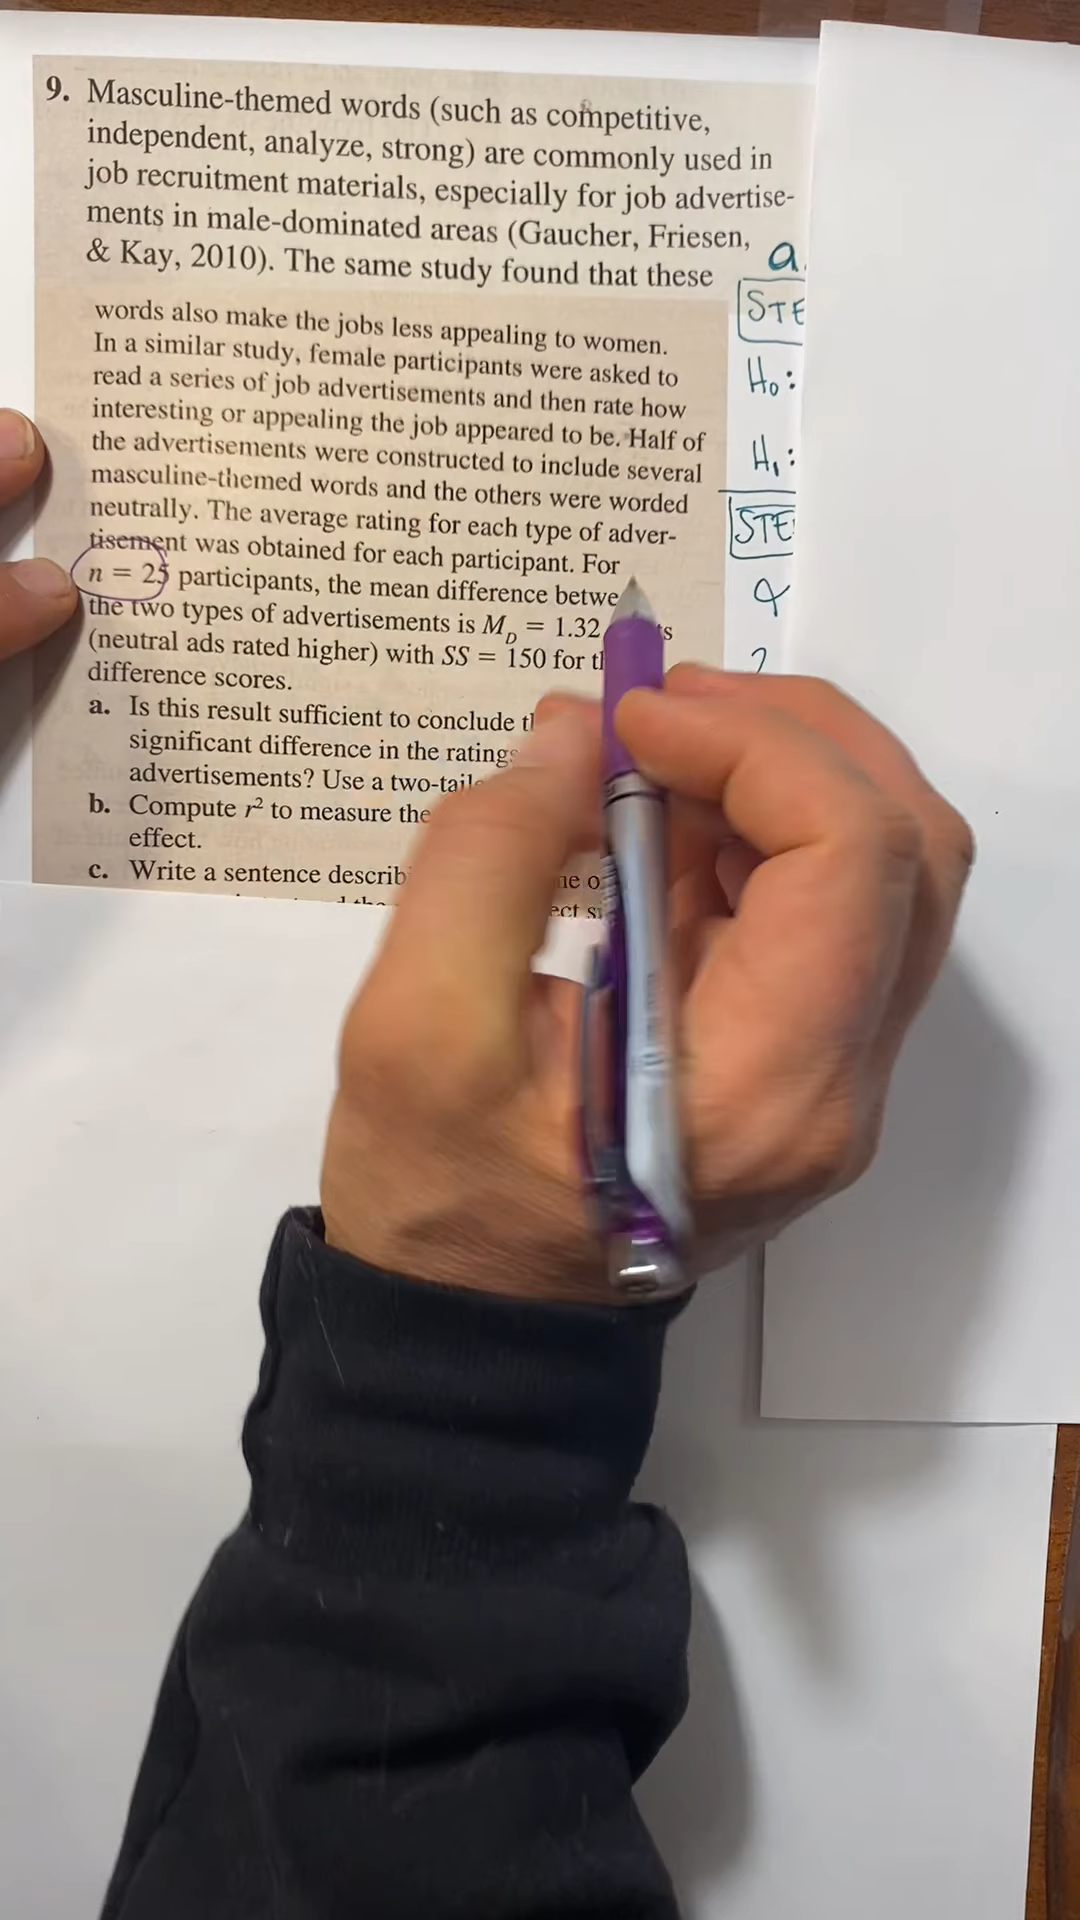 9. Masculine-themed words (such as competitive,
independent, analyze, strong) are commonly used in
job recruitment materials, especially for job advertise-
ments in male-dominated areas (Gaucher, Friesen,
& Kay, 2010). The same study found that these
words also make the jobs less appealing to women.
In a similar study, female participants were asked to
read a series of job advertisements and then rate how
interesting or appealing the job appeared to be. Half of
the advertisements were constructed to include several
masculine-themed words and the others were worded
neutrally. The average rating for each type of adver-
tisement was obtained for each participant. For
n = 25 participants, the mean difference betwe
the two types of advertisements is M_D = 1.32
(neutral ads rated higher) with SS = 150 for
difference scores.
a. Is this result sufficient to conclude
significant difference in the ratings
advertisements? Use a two-tail
b. Compute r² to measure the
effect.
c. Write a sentence describ
a.
STE
H₀:
H₁:
STE